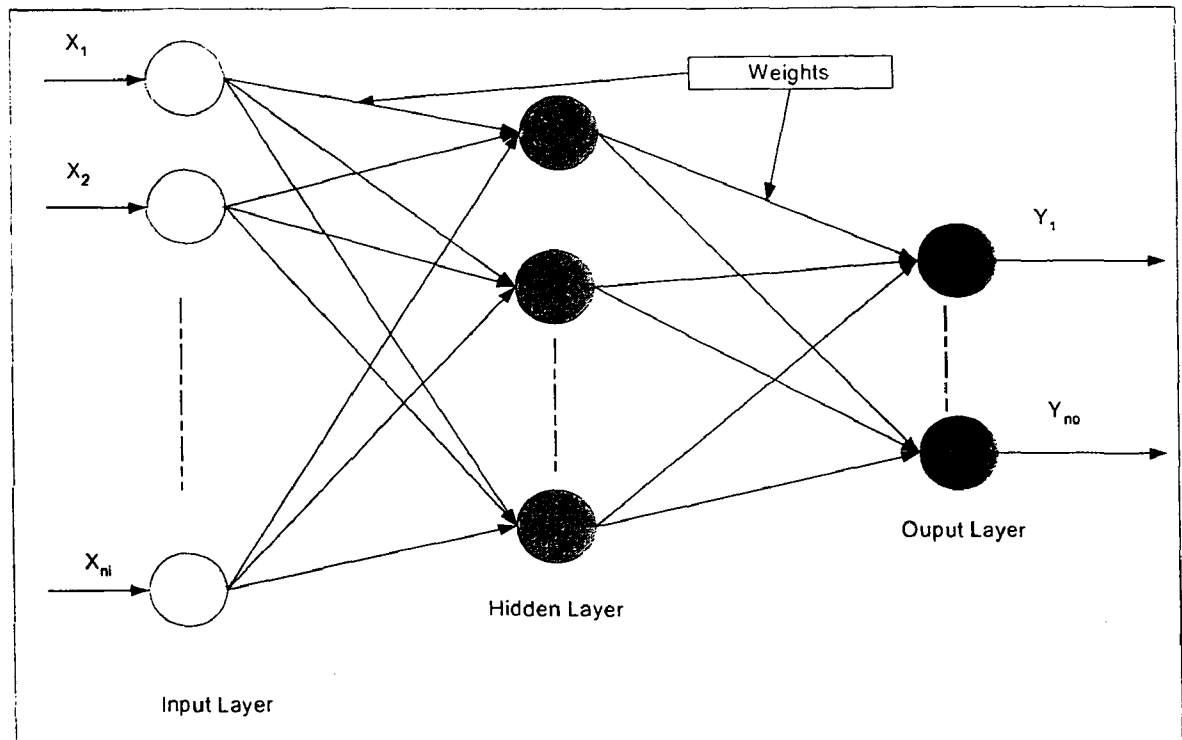 X1
Weights
X2
Y1
Yno
Ouput Layer
Xni
Hidden Layer
Input Layer